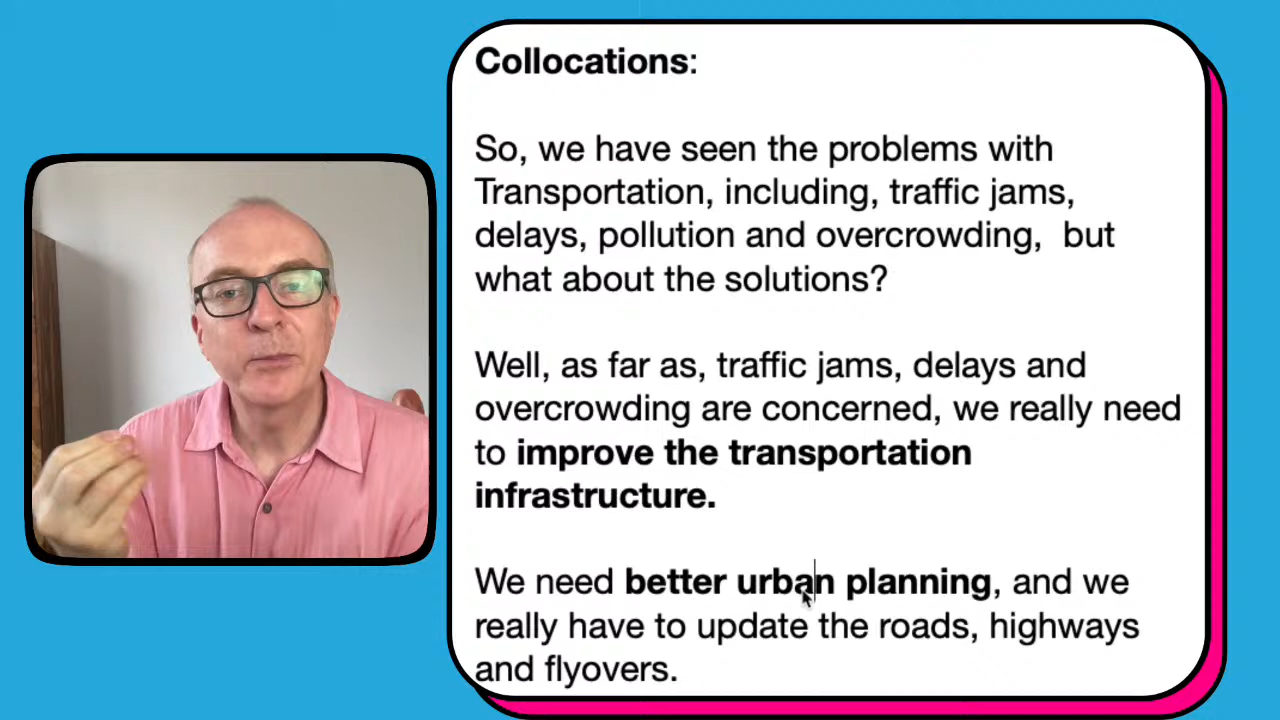 Collocations:
So, we have seen the problems with
Transportation, including, traffic jams,
delays, pollution and overcrowding,  but
what about the solutions?
Well, as far as, traffic jams, delays and
overcrowding are concerned, we really need
to improve the transportation
infrastructure.
We need better urban planning, and we
really have to update the roads, highways
and flyovers.